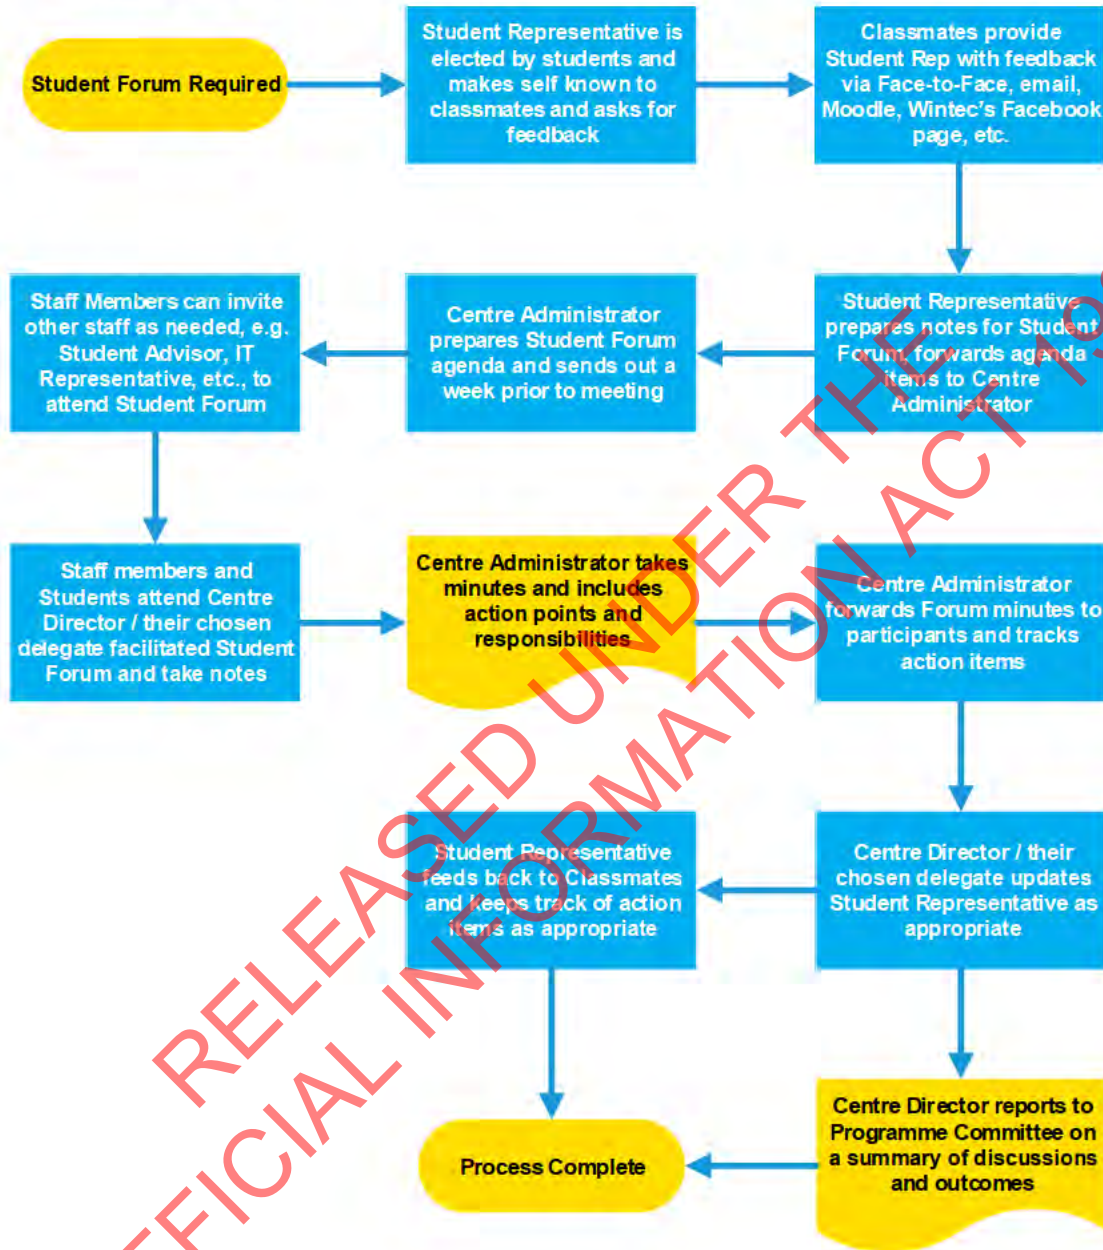 Student Forum Required
Student Representative is
elected by students and
makes self known to
classmates and asks for
feedback
Classmates provide
Student Rep with feedback
via Face-to-Face, email,
Moodle, Wintec's Facebook
page, etc.
Student Representative
prepares notes for Student
Forum, forwards agenda
items to Centre
Administrator
Centre Administrator
prepares Student Forum
agenda and sends out a
week prior to meeting
Staff Members can invite
other staff as needed, e.g.
Student Advisor, IT
Representative, etc., to
attend Student Forum
Staff members and
Students attend Centre
Director / their chosen
delegate facilitated Student
Forum and take notes
Centre Administrator takes
minutes and includes
action points and
responsibilities
Centre Administrator
forwards Forum minutes to
participants and tracks
action items
Centre Director / their
chosen delegate updates
Student Representative as
appropriate
Student Representative
feeds back to Classmates
and keeps track of action
items as appropriate
Centre Director reports to
Programme Committee on
a summary of discussions
and outcomes
Process Complete
RELEASED UNDER THE
INFORMATION ACT